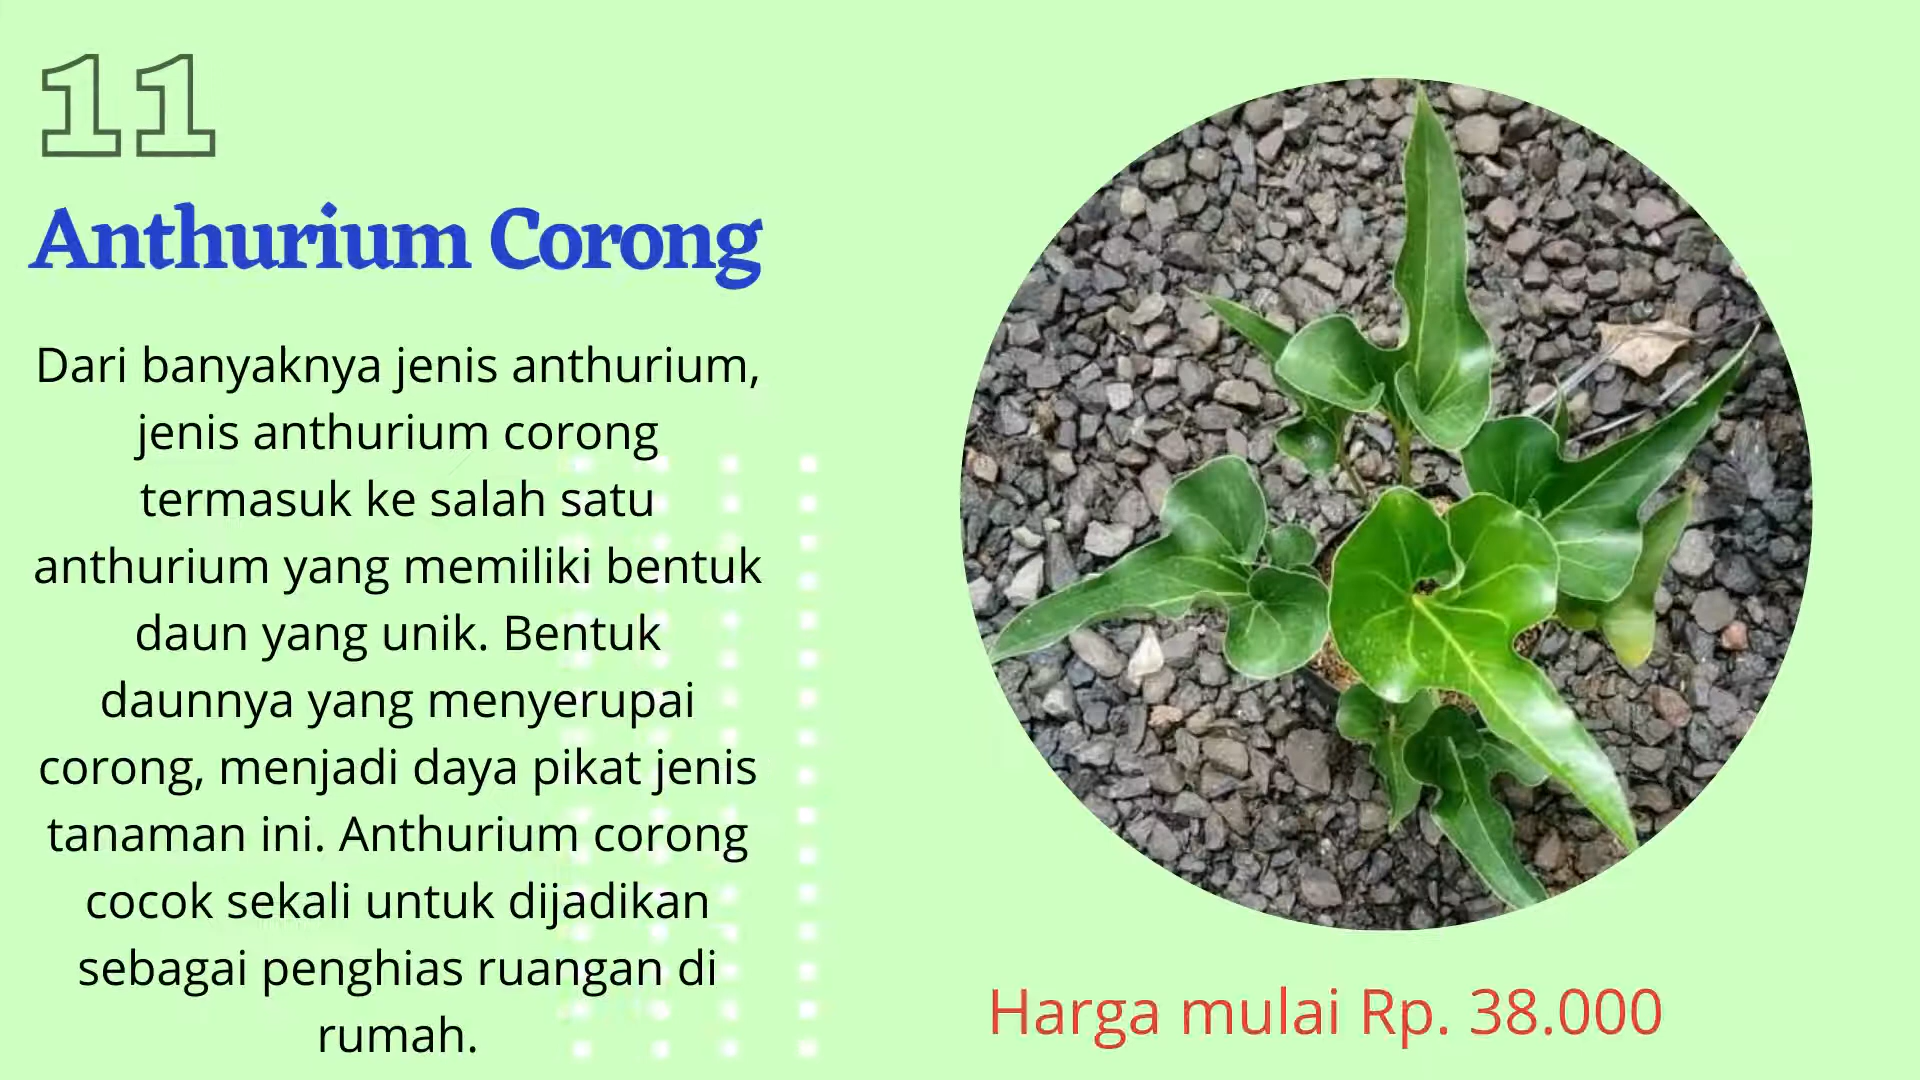 11
Anthurium Corong
Dari banyaknya jenis anthurium,
jenis anthurium corong
termasuk ke salah satu
anthurium yang memiliki bentuk
daun yang unik. Bentuk
daunnya yang menyerupai
corong, menjadi daya pikat jenis
tanaman ini. Anthurium corong
cocok sekali untuk dijadikan
sebagai penghias ruangan di
rumah.
Harga mulai Rp. 38.000